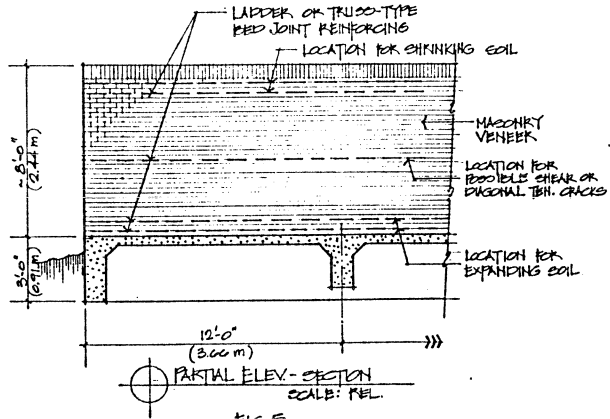 LADDER OR TRUSS-TYPE
BED JOINT REINFORCING
LOCATION FOR SHRINKING SOIL
MASONRY
VENEER
LOCATION FOR
POSSIBLE SHEAR OR
DIAGONAL TEN. CRACKS
LOCATION FOR
EXPANDING SOIL
~ 8'-0"
(2.44 m)
3'-0"
(0.91 m)
12'-0"
(3.66 m)
PARTIAL ELEV.- SECTION
SCALE: REL.
FIG 5